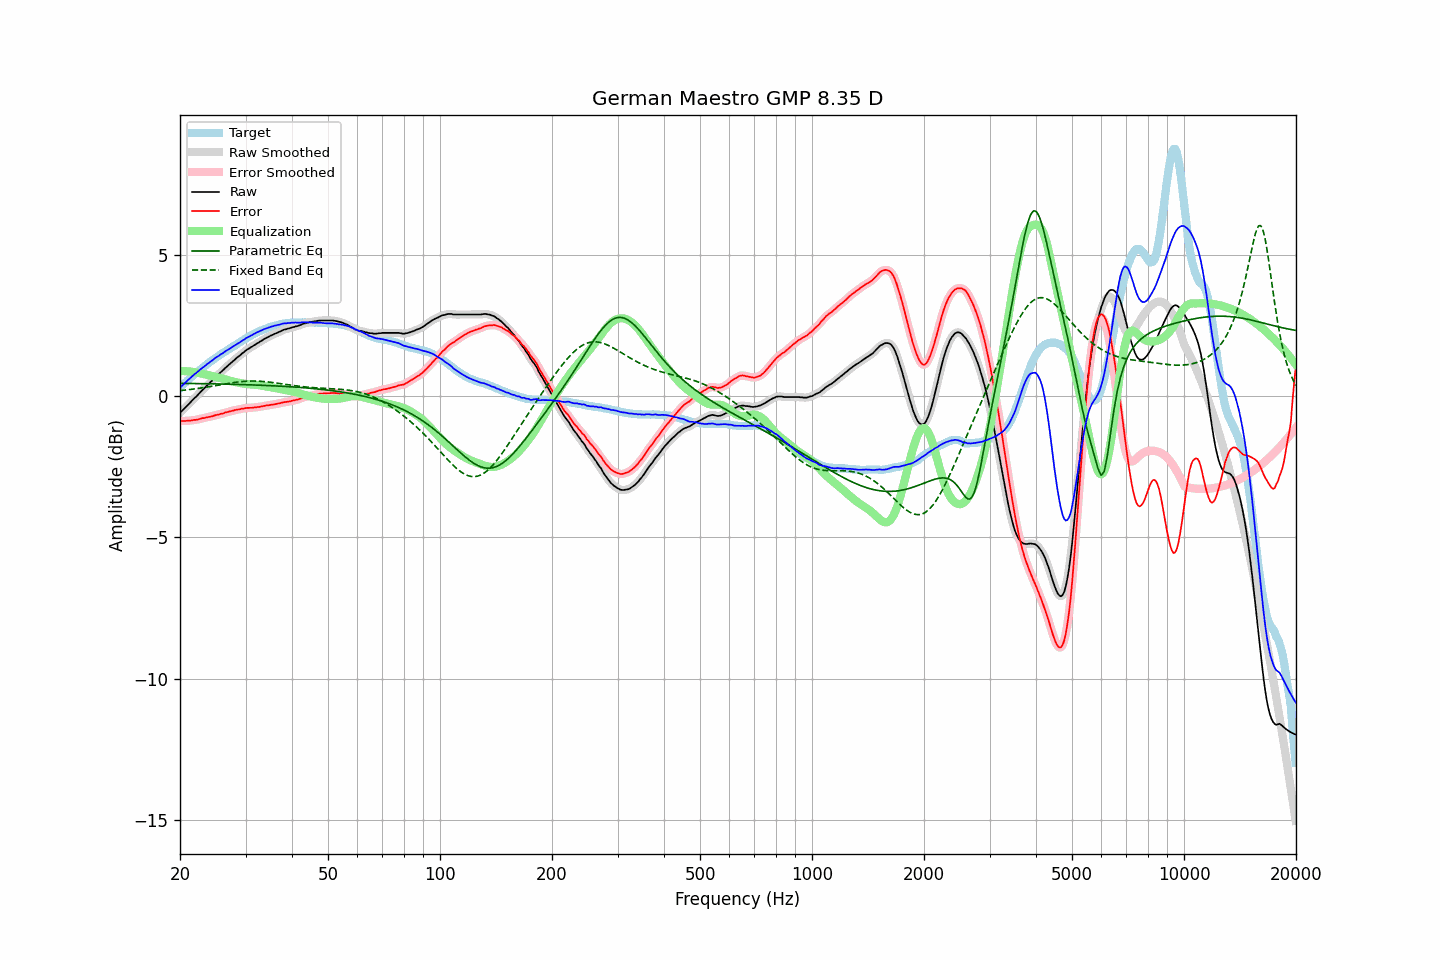 German Maestro GMP 8.35 D
Target
Raw Smoothed
Error Smoothed
Raw
Error
Equalization
Parametric Eq
Fixed Band Eq
Equalized
Amplitude (dBr)
5
0
−5
−10
−15
20 50 100 200 500 1000 2000 5000 10000 20000
Frequency (Hz)